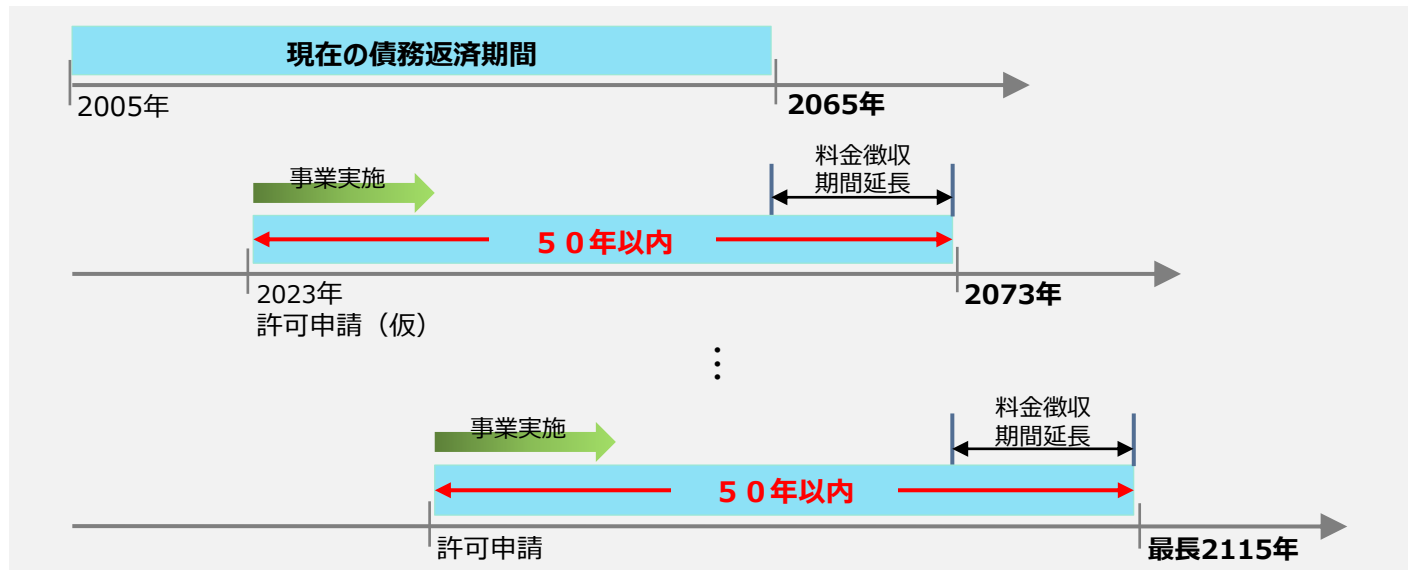 現在の債務返済期間
2005年
2065年
料金徴収
期間延長
事業実施
５０年以内
2023年
許可申請（仮）
2073年
⋮
料金徴収
期間延長
事業実施
５０年以内
許可申請
最長2115年